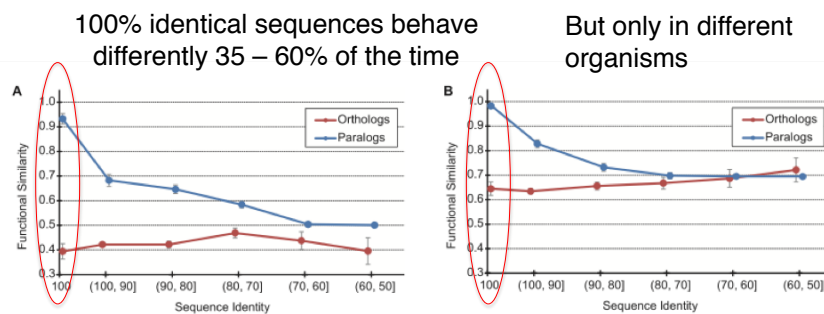 100% identical sequences behave
differently 35 – 60% of the time
But only in different
organisms
A
1.0
0.9
0.8
0.7
0.6
0.5
0.4
0.3
Functional Similarity
Orthologs
Paralogs
100
(100, 90]
(90, 80]
(80, 70]
(70, 60]
(60, 50]
Sequence Identity
B
1.0
0.9
0.8
0.7
0.6
0.5
0.4
0.3
Functional Similarity
Orthologs
Paralogs
100
(100, 90]
(90, 80]
(80, 70]
(70, 60]
(60, 50]
Sequence Identity